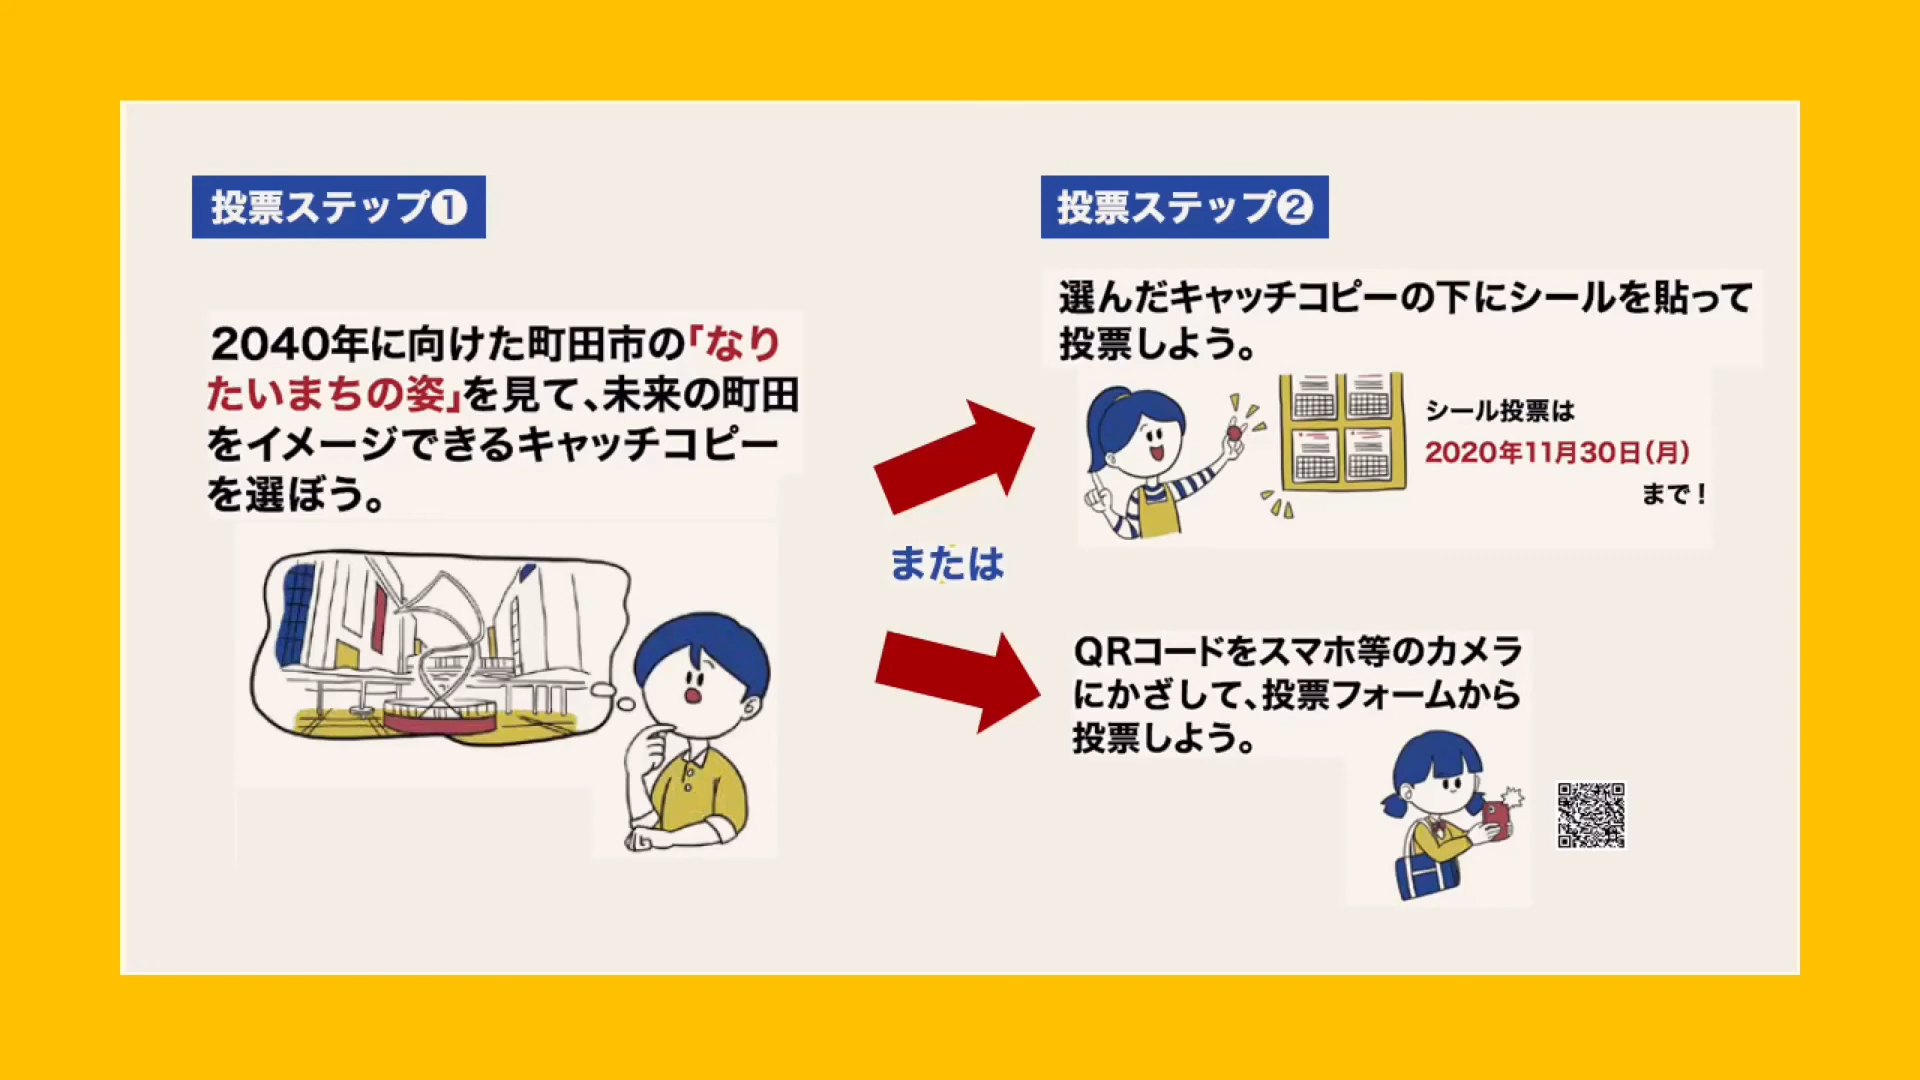 投票ステップ❶
2040年に向けた町田市の「なり
たいまちの姿」を見て、未来の町田
をイメージできるキャッチコピー
を選ぼう。
または
投票ステップ❷
選んだキャッチコピーの下にシールを貼って
投票しよう。
シール投票は
2020年11月30日(月)
まで!
QRコードをスマホ等のカメラ
にかざして、投票フォームから
投票しよう。